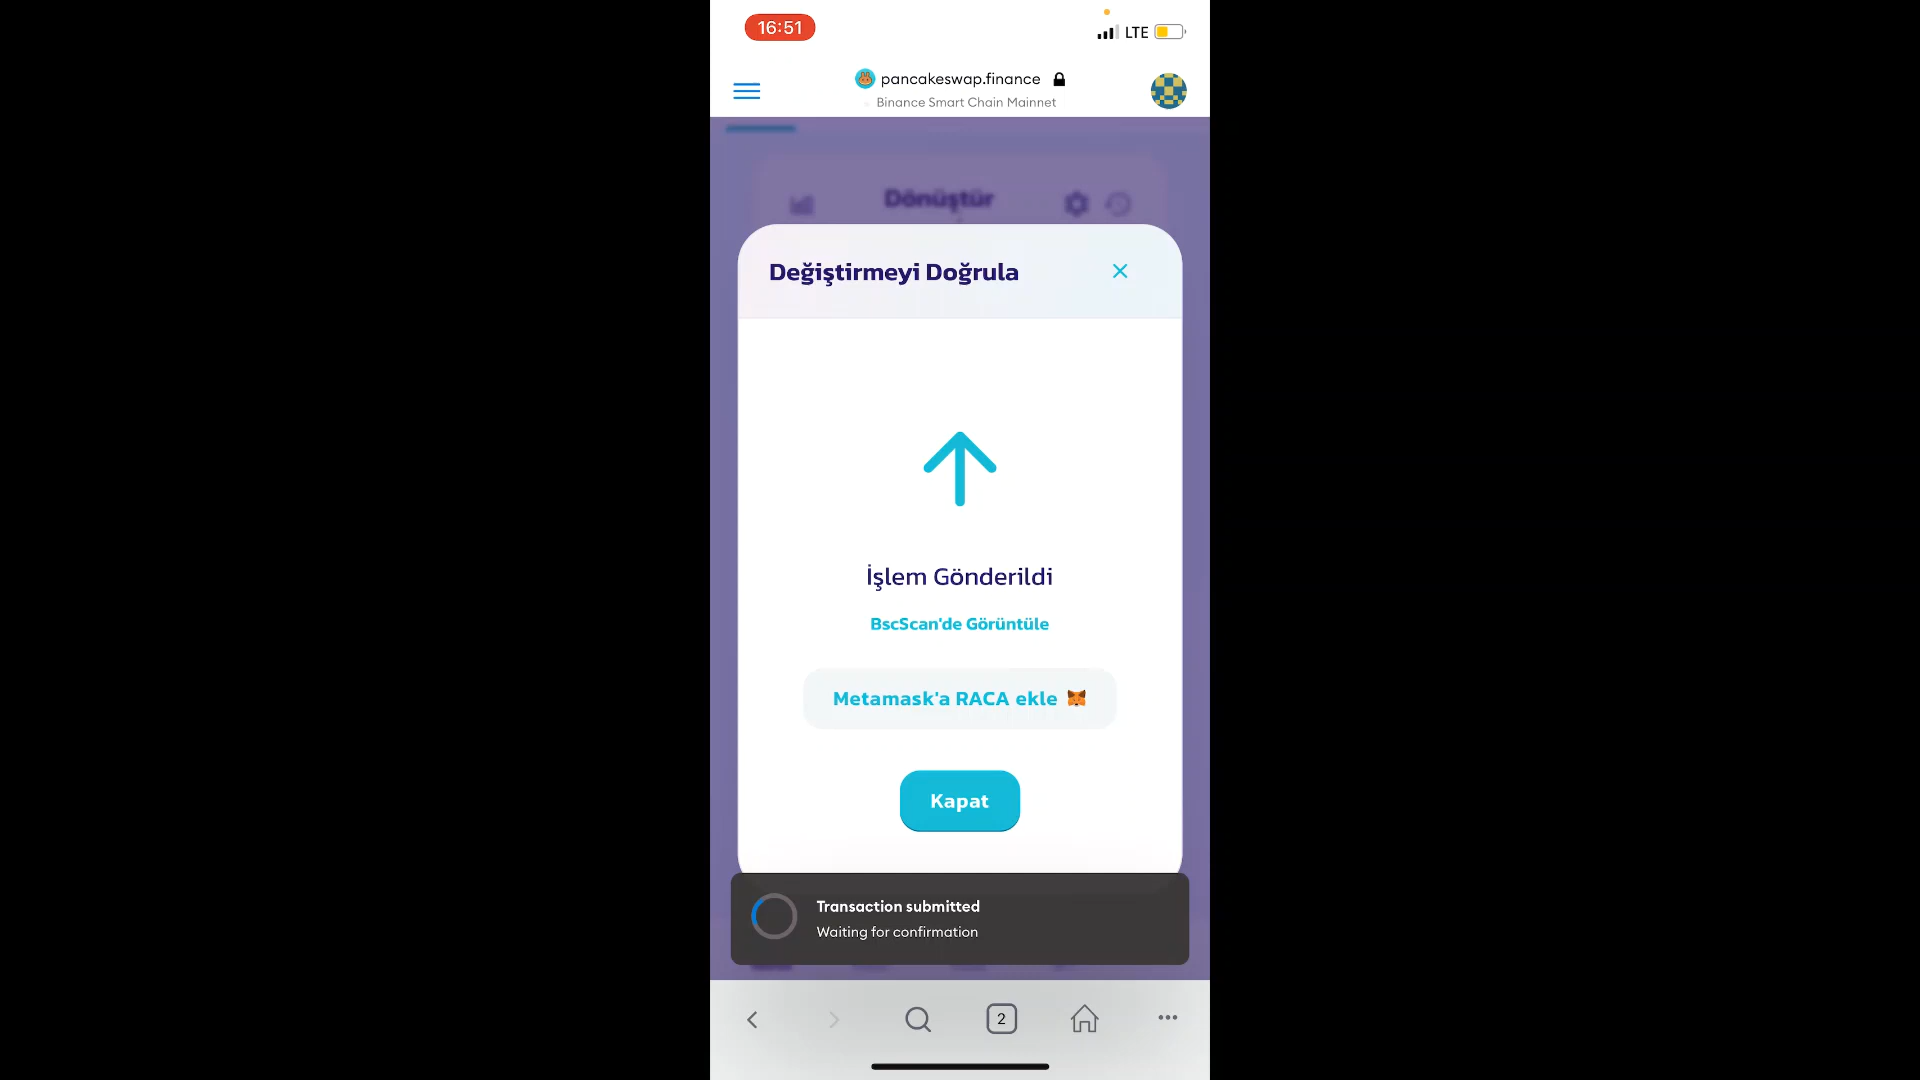 16:51
LTE
pancakeswap.finance
Binance Smart Chain Mainnet
Dönüştür
Değiştirmeyi Doğrula
İşlem Gönderildi
BscScan'de Görüntüle
Metamask'a RACA ekle
Kapat
Transaction submitted
Waiting for confirmation
2